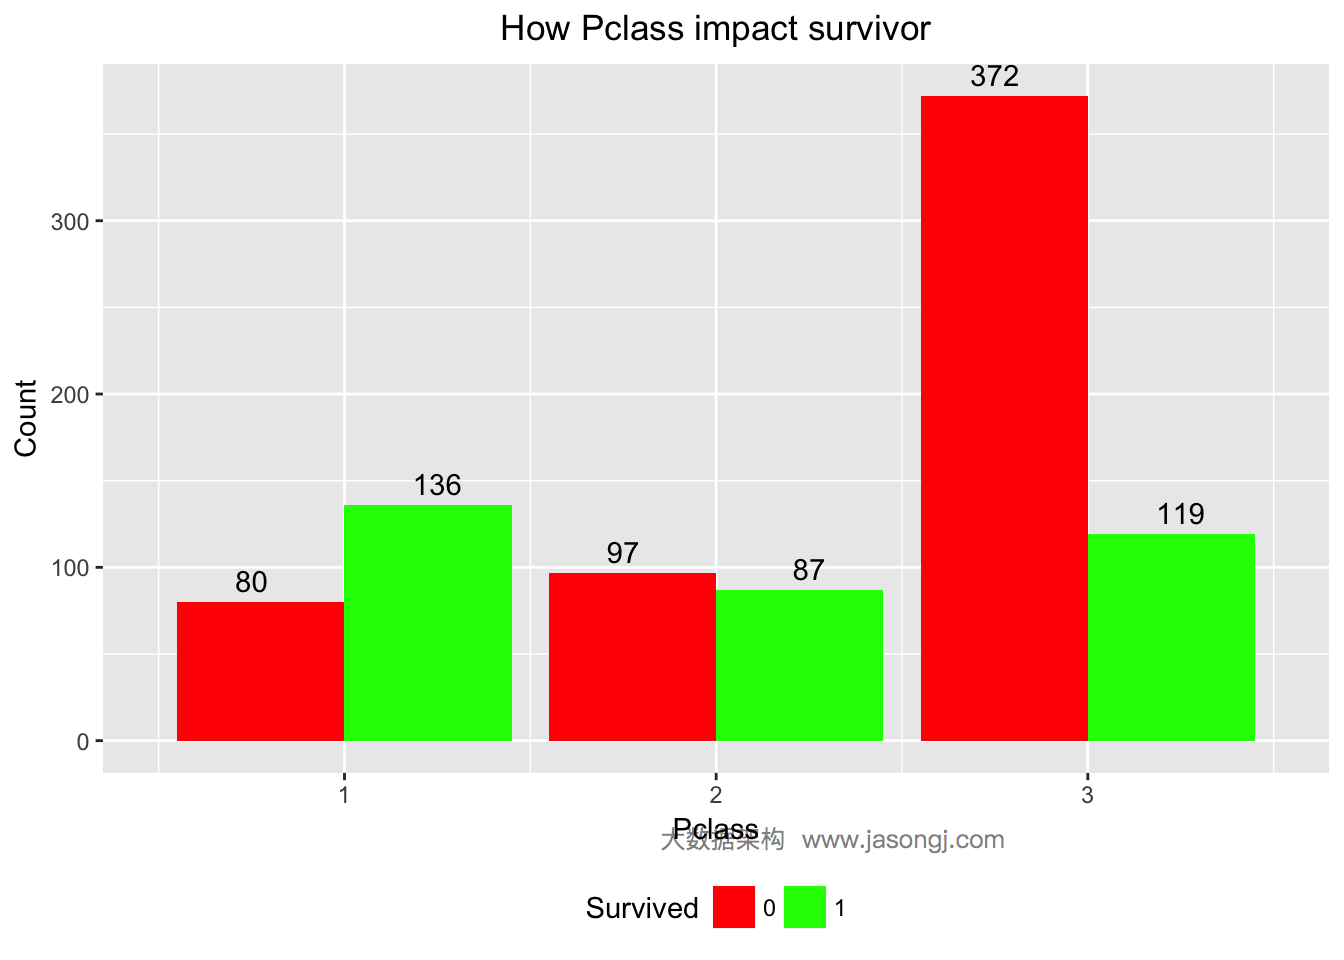 How Pclass impact survivor
372
300
200
Count
136
119
97
87
100
80
0
1 2 3
Pclass
大数据架构 www.jasongj.com
Survived 0 1